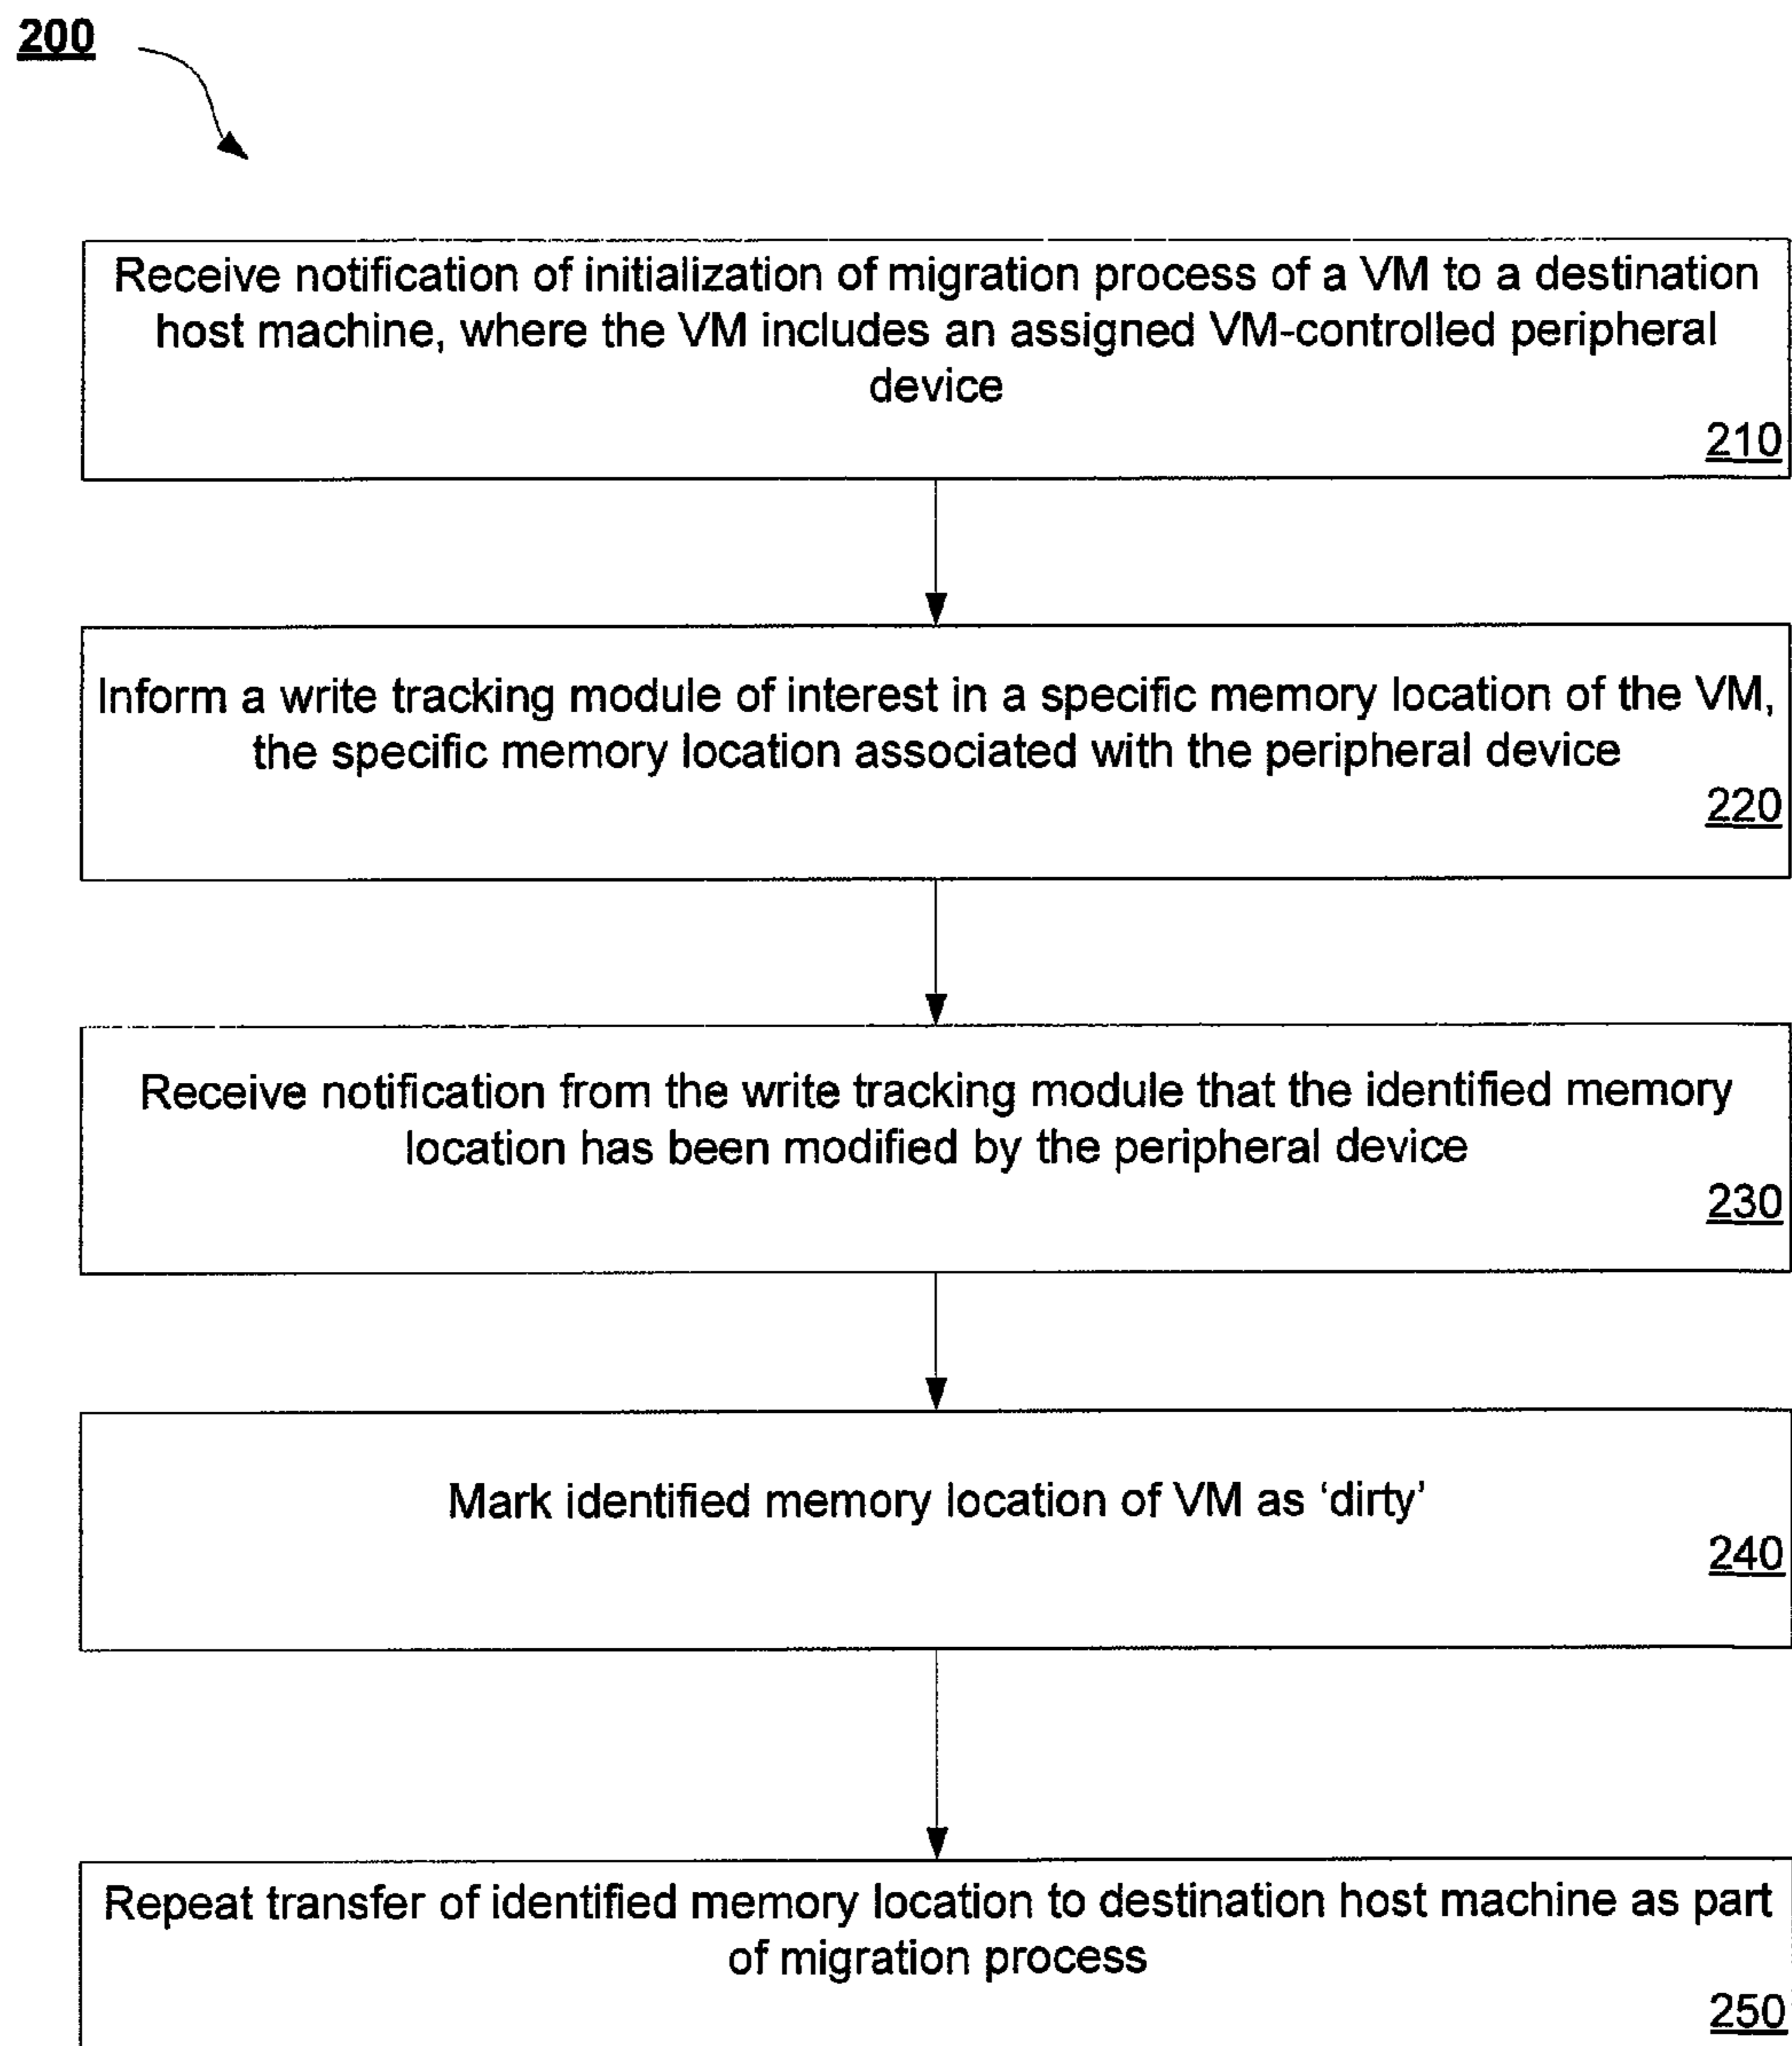 200
Receive notification of initialization of migration process of a VM to a destination
host machine, where the VM includes an assigned VM-controlled peripheral
device
210
Inform a write tracking module of interest in a specific memory location of the VM,
the specific memory location associated with the peripheral device
220
Receive notification from the write tracking module that the identified memory
location has been modified by the peripheral device
230
Mark identified memory location of VM as ‘dirty’
240
Repeat transfer of identified memory location to destination host machine as part
of migration process
250